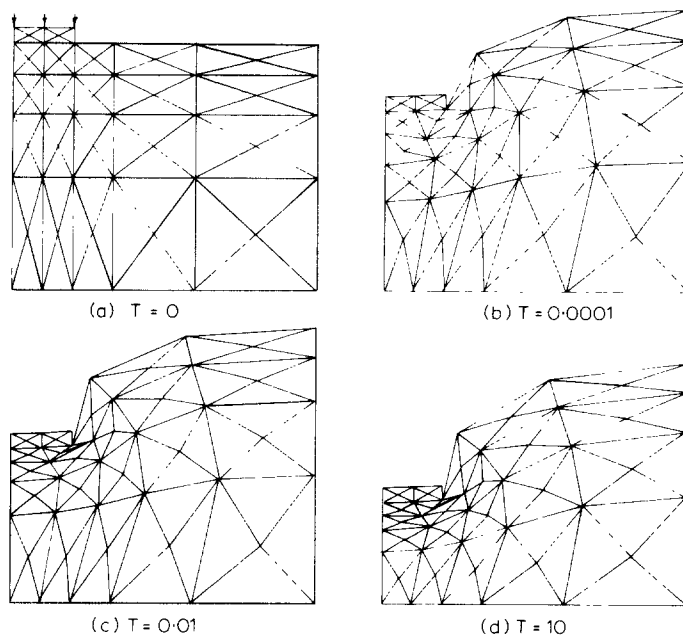 (a) T = 0
(b) T = 0·0001
(c) T = 0·01
(d) T = 10